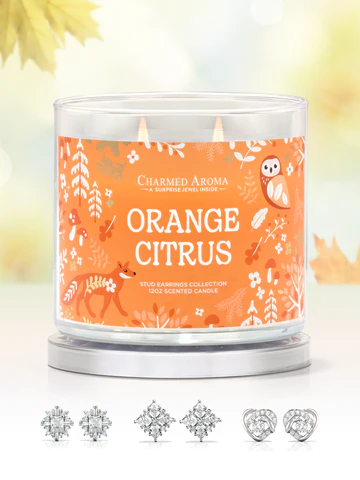 CHARMED AROMA
— A SURPRISE JEWEL INSIDE —
ORANGE
CITRUS
STUD EARRINGS COLLECTION
12OZ SCENTED CANDLE